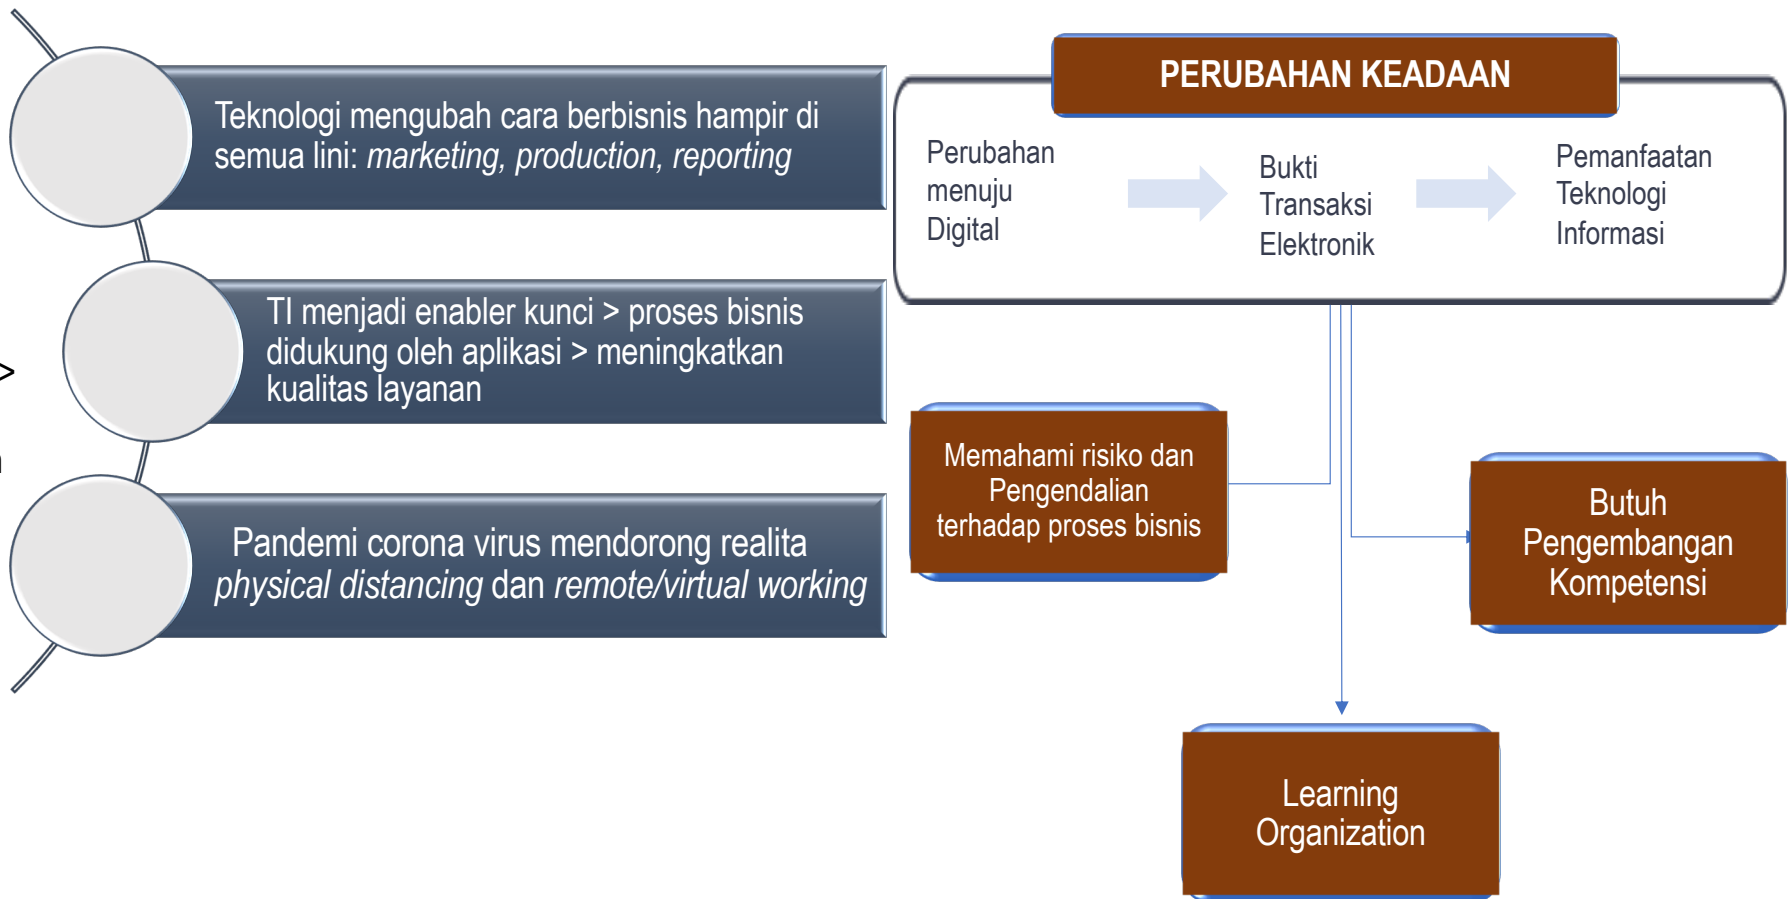 Teknologi mengubah cara berbisnis hampir di
semua lini: marketing, production, reporting
TI menjadi enabler kunci > proses bisnis
didukung oleh aplikasi > meningkatkan
kualitas layanan
>
Pandemi corona virus mendorong realita
physical distancing dan remote/virtual working
PERUBAHAN KEADAAN
Perubahan
menuju
Digital
Bukti
Transaksi
Elektronik
Pemanfaatan
Teknologi
Informasi
Memahami risiko dan
Pengendalian
terhadap proses bisnis
Butuh
Pengembangan
Kompetensi
Learning
Organization